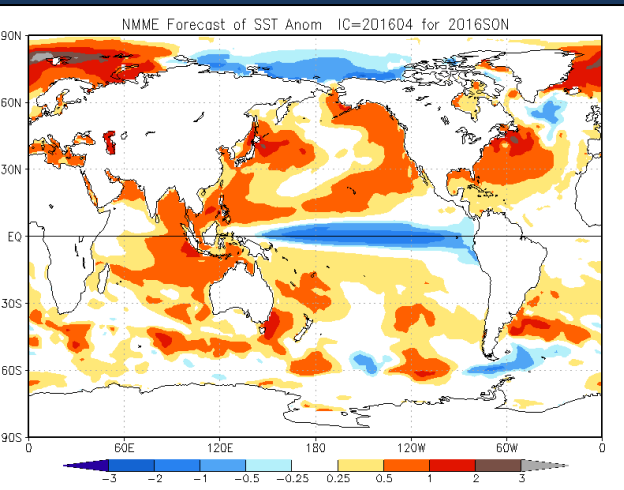 NMME Forecast of SST Anom IC=201604 for 2016SON
90N
60N
30N
EQ
30S
60S
90S
0 60E 120E 180 120W 60W 0
-3 -2 -1 -0.5 -0.25 0.25 0.5 1 2 3